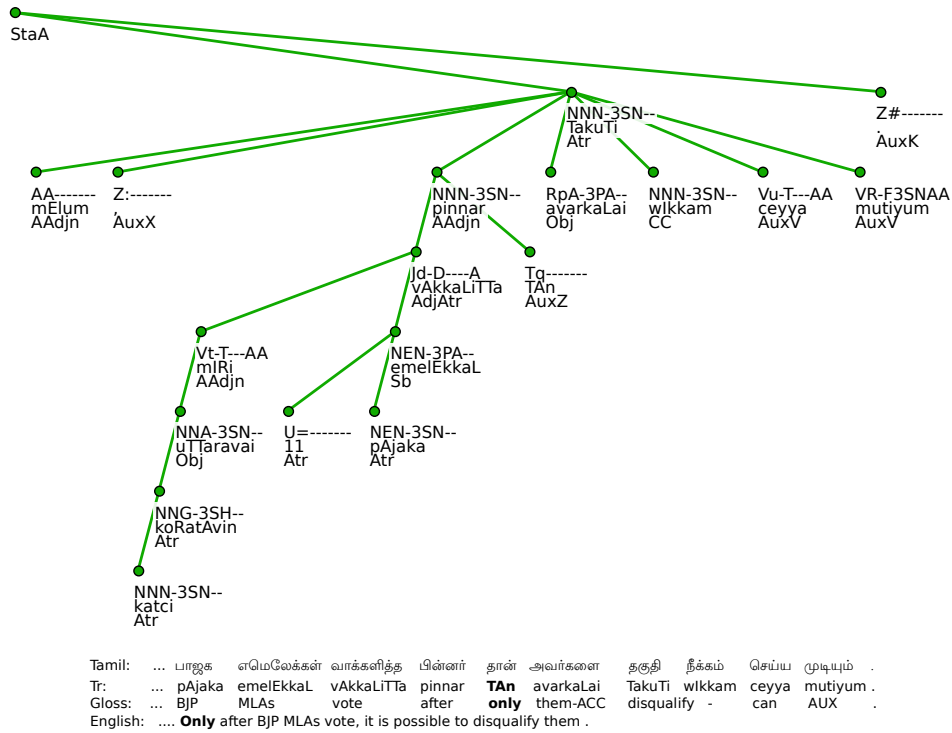 StaA
NNN-3SN-- Z#-------
TakuTi .
Atr AuxK
AA------- Z:------- NNN-3SN-- RpA-3PA-- NNN-3SN-- Vu-T---AA VR-F3SNAA
mElum , pinnar avarkaLai wIkkam ceyya mutiyum
AAdjn AuxX AAdjn Obj CC AuxV AuxV
Jd-D----A Tq-------
vAkkaLiTTa TAn
AdjAtr AuxZ
Vt-T---AA NEN-3PA--
mIRi emelEkkaL
AAdjn Sb
NNA-3SN-- U=------- NEN-3SN--
uTTaravai 11 pAjaka
Obj Atr Atr
NNG-3SH--
koRatAvin
Atr
NNN-3SN--
katci
Atr
Tamil: ... பாஜக எமெலேக்கள் வாக்களித்த பின்னர் தான் அவர்களை தகுதி நீக்கம் செய்ய முடியும் .
Tr: ... pAjaka emelEkkaL vAkkaLiTTa pinnar TAn avarkaLai TakuTi wIkkam ceyya mutiyum .
Gloss: ... BJP MLAs vote after only them-ACC disqualify - can AUX .
English: .... Only after BJP MLAs vote, it is possible to disqualify them .